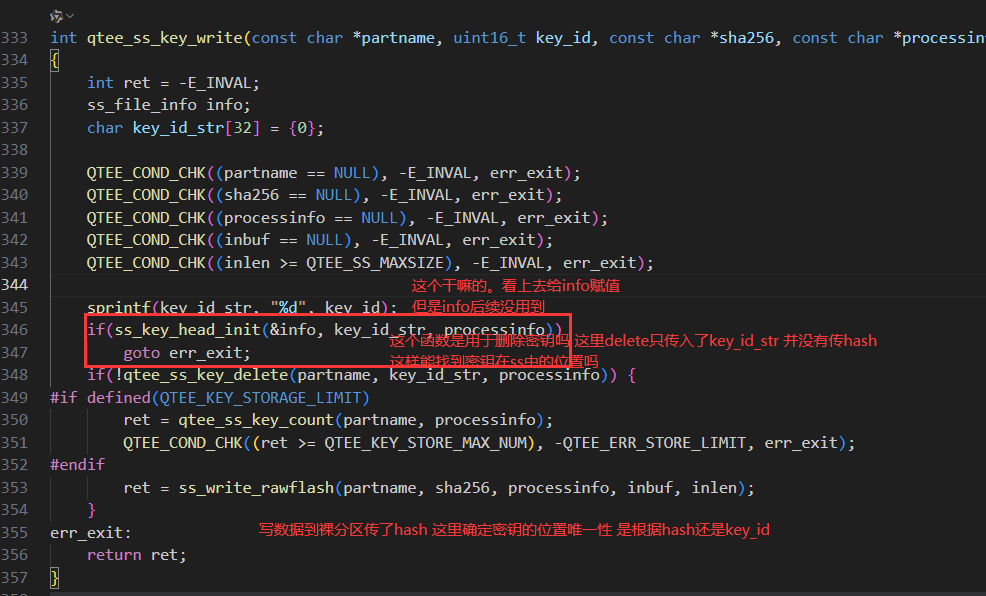 333 int qtee_ss_key_write(const char *partname, uint16_t key_id, const char *sha256, const char *processin
334 {
335 int ret = -E_INVAL;
336 ss_file_info info;
337 char key_id_str[32] = {0};
338
339 QTEE_COND_CHK((partname == NULL), -E_INVAL, err_exit);
340 QTEE_COND_CHK((sha256 == NULL), -E_INVAL, err_exit);
341 QTEE_COND_CHK((processinfo == NULL), -E_INVAL, err_exit);
342 QTEE_COND_CHK((inbuf == NULL), -E_INVAL, err_exit);
343 QTEE_COND_CHK((inlen >= QTEE_SS_MAXSIZE), -E_INVAL, err_exit);
344 这个干嘛的。看上去给info赋值
345 sprintf(key_id_str, "%d", key_id); 但是info后续没用到
346 if(ss_key_head_init(&info, key_id_str, processinfo))
这个函数是用于删除密钥吗 这里delete只传入了key_id_str 并没有传hash
347 goto err_exit;
这样能找到密钥在ss中的位置吗
348 if(!qtee_ss_key_delete(partname, key_id_str, processinfo)) {
349 #if defined(QTEE_KEY_STORAGE_LIMIT)
350 ret = qtee_ss_key_count(partname, processinfo);
351 QTEE_COND_CHK((ret >= QTEE_KEY_STORE_MAX_NUM), -QTEE_ERR_STORE_LIMIT, err_exit);
352 #endif
353 ret = ss_write_rawflash(partname, sha256, processinfo, inbuf, inlen);
354 }
355 err_exit: 写数据到裸分区传了hash 这里确定密钥的位置唯一性 是根据hash还是key_id
356 return ret;
357 }